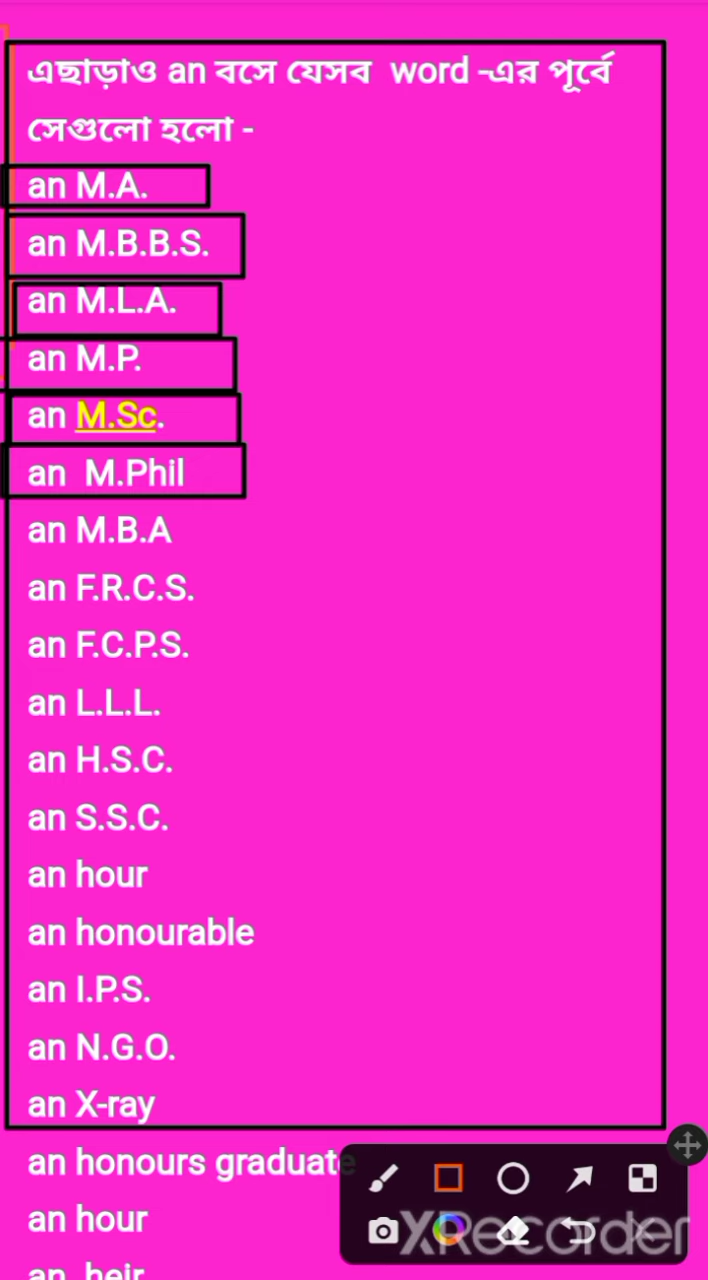 এছাড়াও an বসে যেসব word -এর পূর্বে
সেগুলো হলো -
an M.A.
an M.B.B.S.
an M.L.A.
an M.P.
an M.Sc.
an M.Phil
an M.B.A
an F.R.C.S.
an F.C.P.S.
an L.L.L.
an H.S.C.
an S.S.C.
an hour
an honourable
an I.P.S.
an N.G.O.
an X-ray
an honours graduate
an hour
an heir
XRecorder